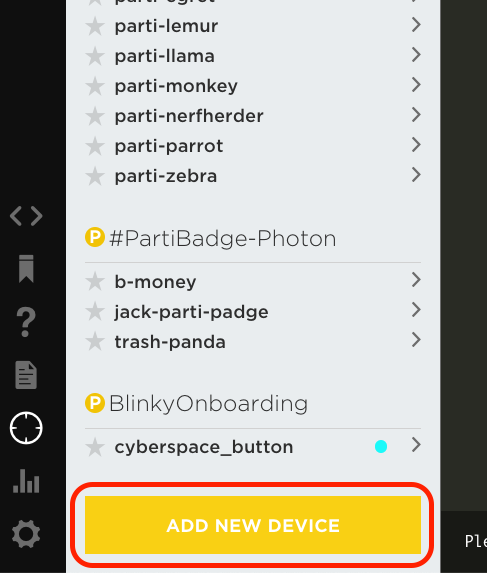 parti-egret
parti-lemur
parti-llama
parti-monkey
parti-nerfherder
parti-parrot
parti-zebra
P #PartiBadge-Photon
b-money
jack-parti-padge
trash-panda
P BlinkyOnboarding
cyberspace_button
ADD NEW DEVICE
Ple